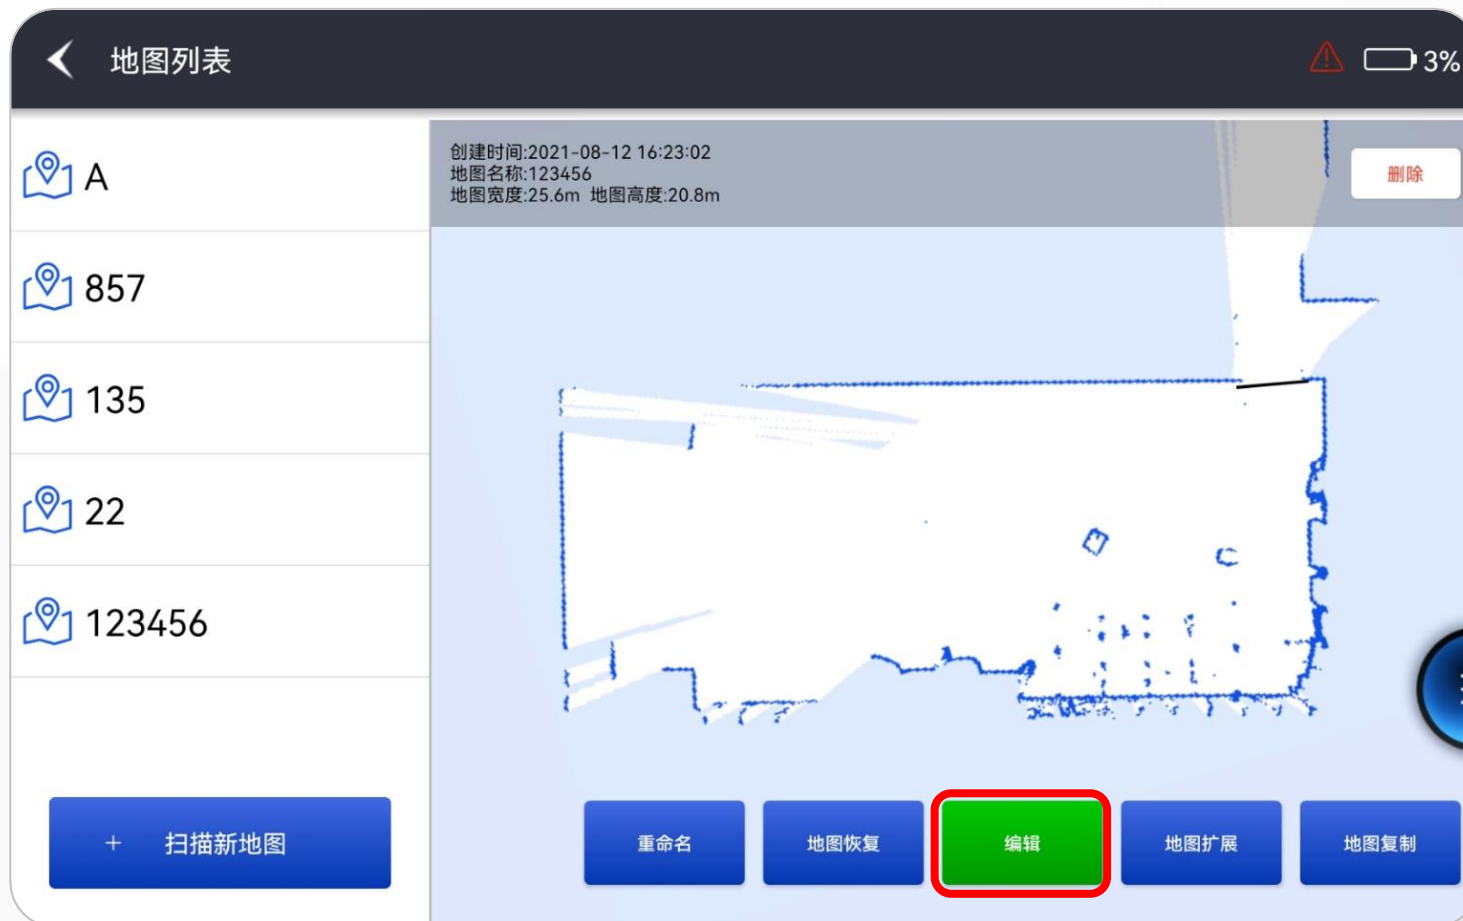 地图列表
3%
A
857
135
22
123456
+ 扫描新地图
创建时间:2021-08-12 16:23:02
地图名称:123456
地图宽度:25.6m 地图高度:20.8m
删除
重命名
地图恢复
编辑
地图扩展
地图复制